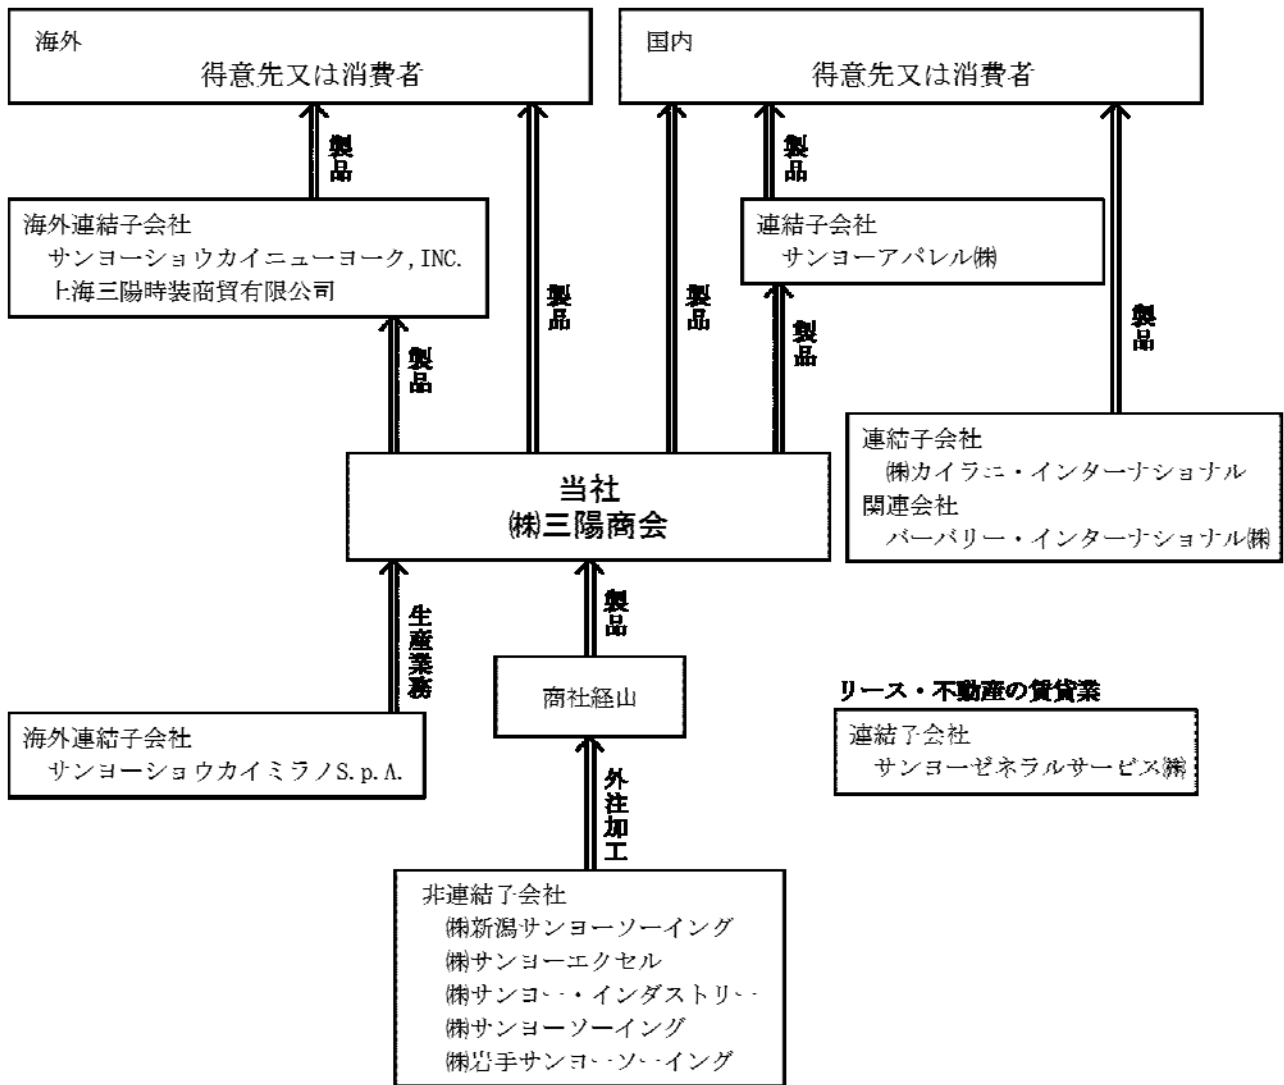 海外
得意先又は消費者
国内
得意先又は消費者
製品
製品
海外連結子会社
サンヨーショウカイニューヨーク,INC.
上海三陽時装商貿有限公司
連結子会社
サンヨーアパレル㈱
製品
製品
製品
製品
製品
連結子会社
㈱カイラニ・インターナショナル
関連会社
バーバリー・インターナショナル㈱
当社
㈱三陽商会
生産業務
製品
商社経由
リース・不動産の賃貸業
連結子会社
サンヨーゼネラルサービス㈱
海外連結子会社
サンヨーショウカイミラノS.p.A.
外注加工
非連結子会社
㈱新潟サンヨーソーイング
㈱サンヨーエクセル
㈱サンヨー・インダストリー
㈱サンヨーソーイング
㈱岩手サンヨーソーイング